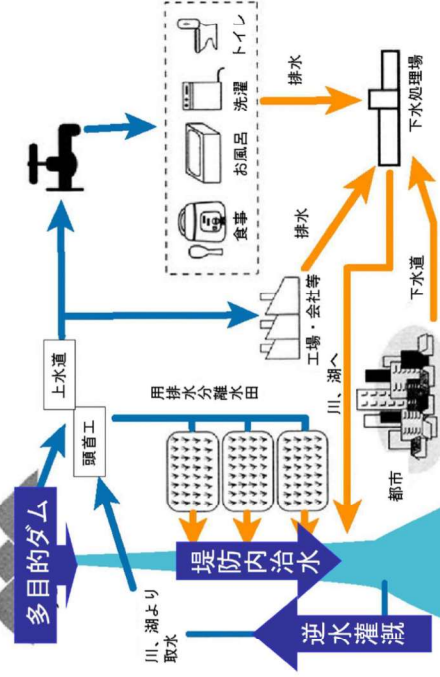 多目的ダム
上水道
頭首工
川、湖より
取水
用排水分離水田
堤防内治水
逆水灌漑
食事
お風呂
洗濯
トイレ
工場・会社等
排水
排水
下水処理場
川、湖へ
下水道
都市